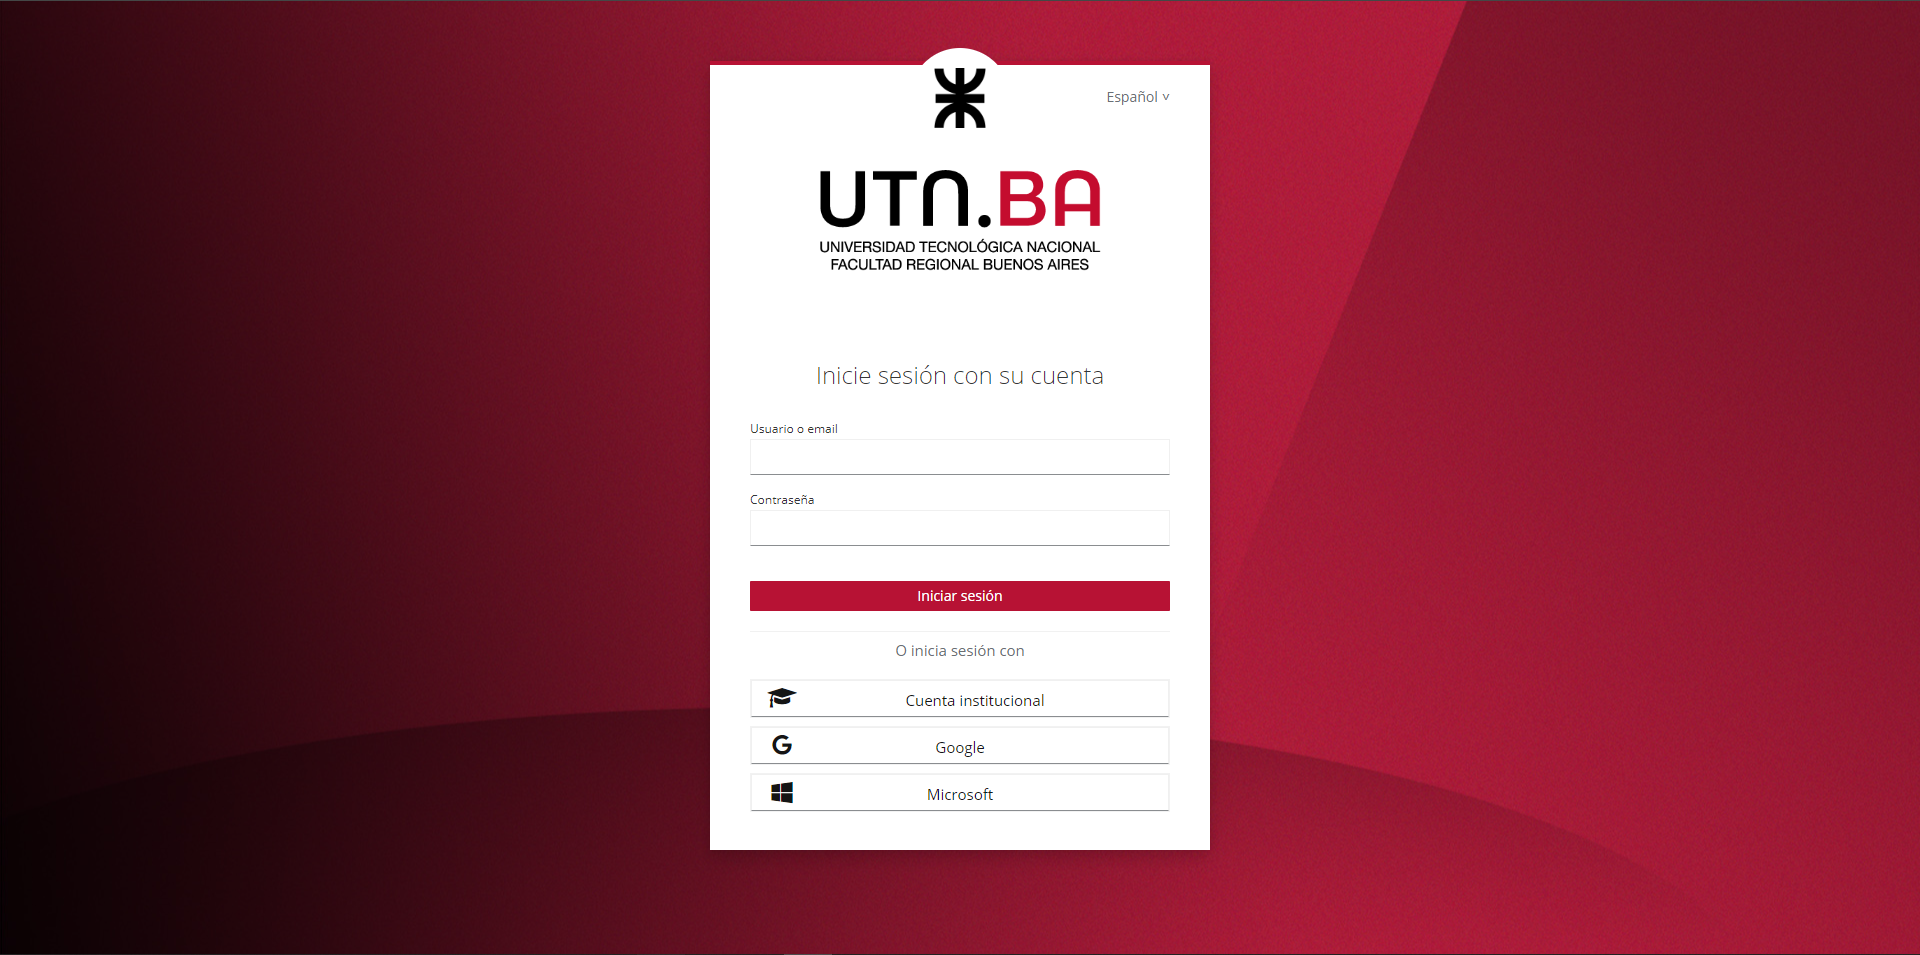 Español v
UTN.BA
UNIVERSIDAD TECNOLÓGICA NACIONAL
FACULTAD REGIONAL BUENOS AIRES
Inicie sesión con su cuenta
Usuario o email
Contraseña
Iniciar sesión
O inicia sesión con
Cuenta institucional
Google
Microsoft